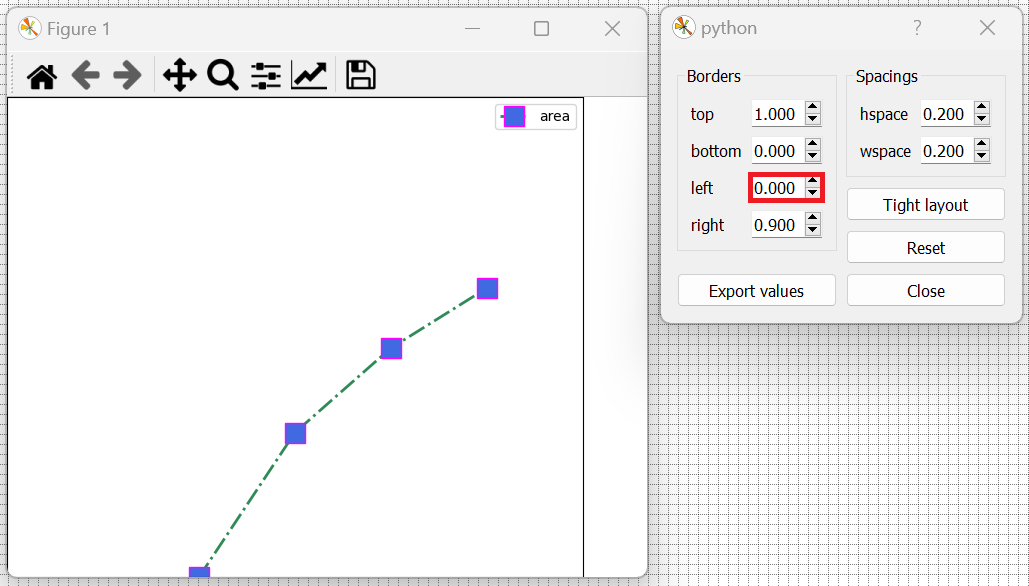 Figure 1
area
python
?
Borders
top 1.000
bottom 0.000
left 0.000
right 0.900
Export values
Spacings
hspace 0.200
wspace 0.200
Tight layout
Reset
Close